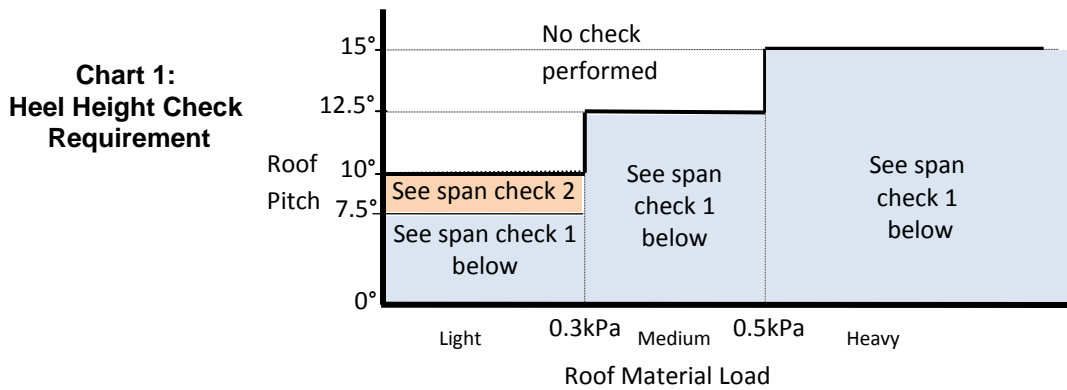 Chart 1:
Heel Height Check
Requirement
Roof
Pitch
15°
12.5°
10°
7.5°
0°
No check
performed
See span check 2
See span check 1
below
See span
check 1
below
See span
check 1
below
Light
0.3kPa
Medium
0.5kPa
Heavy
Roof Material Load